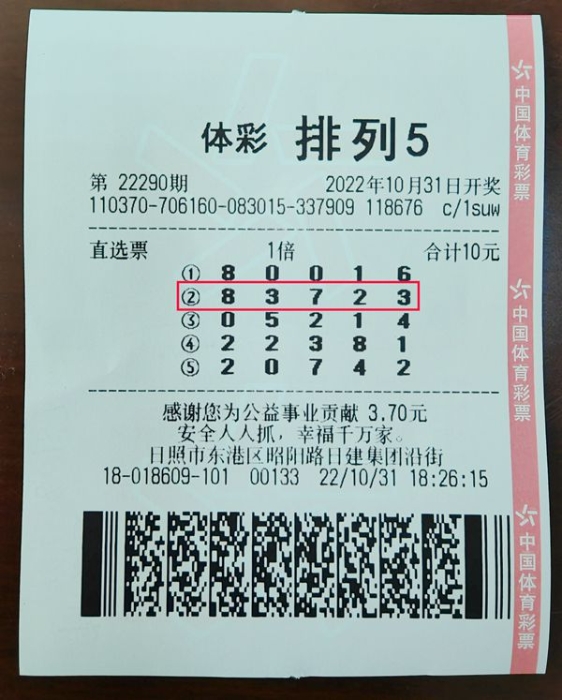 体彩 排列5
第 22290期 2022年10月31日开奖
110370-706160-083015-337909 118676 c/1suw
直选票 1倍 合计10元
① 8 0 0 1 6
② 8 3 7 2 3
③ 0 5 2 1 4
④ 2 2 3 8 1
⑤ 2 0 7 4 2
感谢您为公益事业贡献 3.70元
安全人人抓，幸福千万家。
日照市东港区昭阳路日建集团沿街
18-018609-101 00133 22/10/31 18:26:15
中国体育彩票
中国体育彩票
中国体育彩票